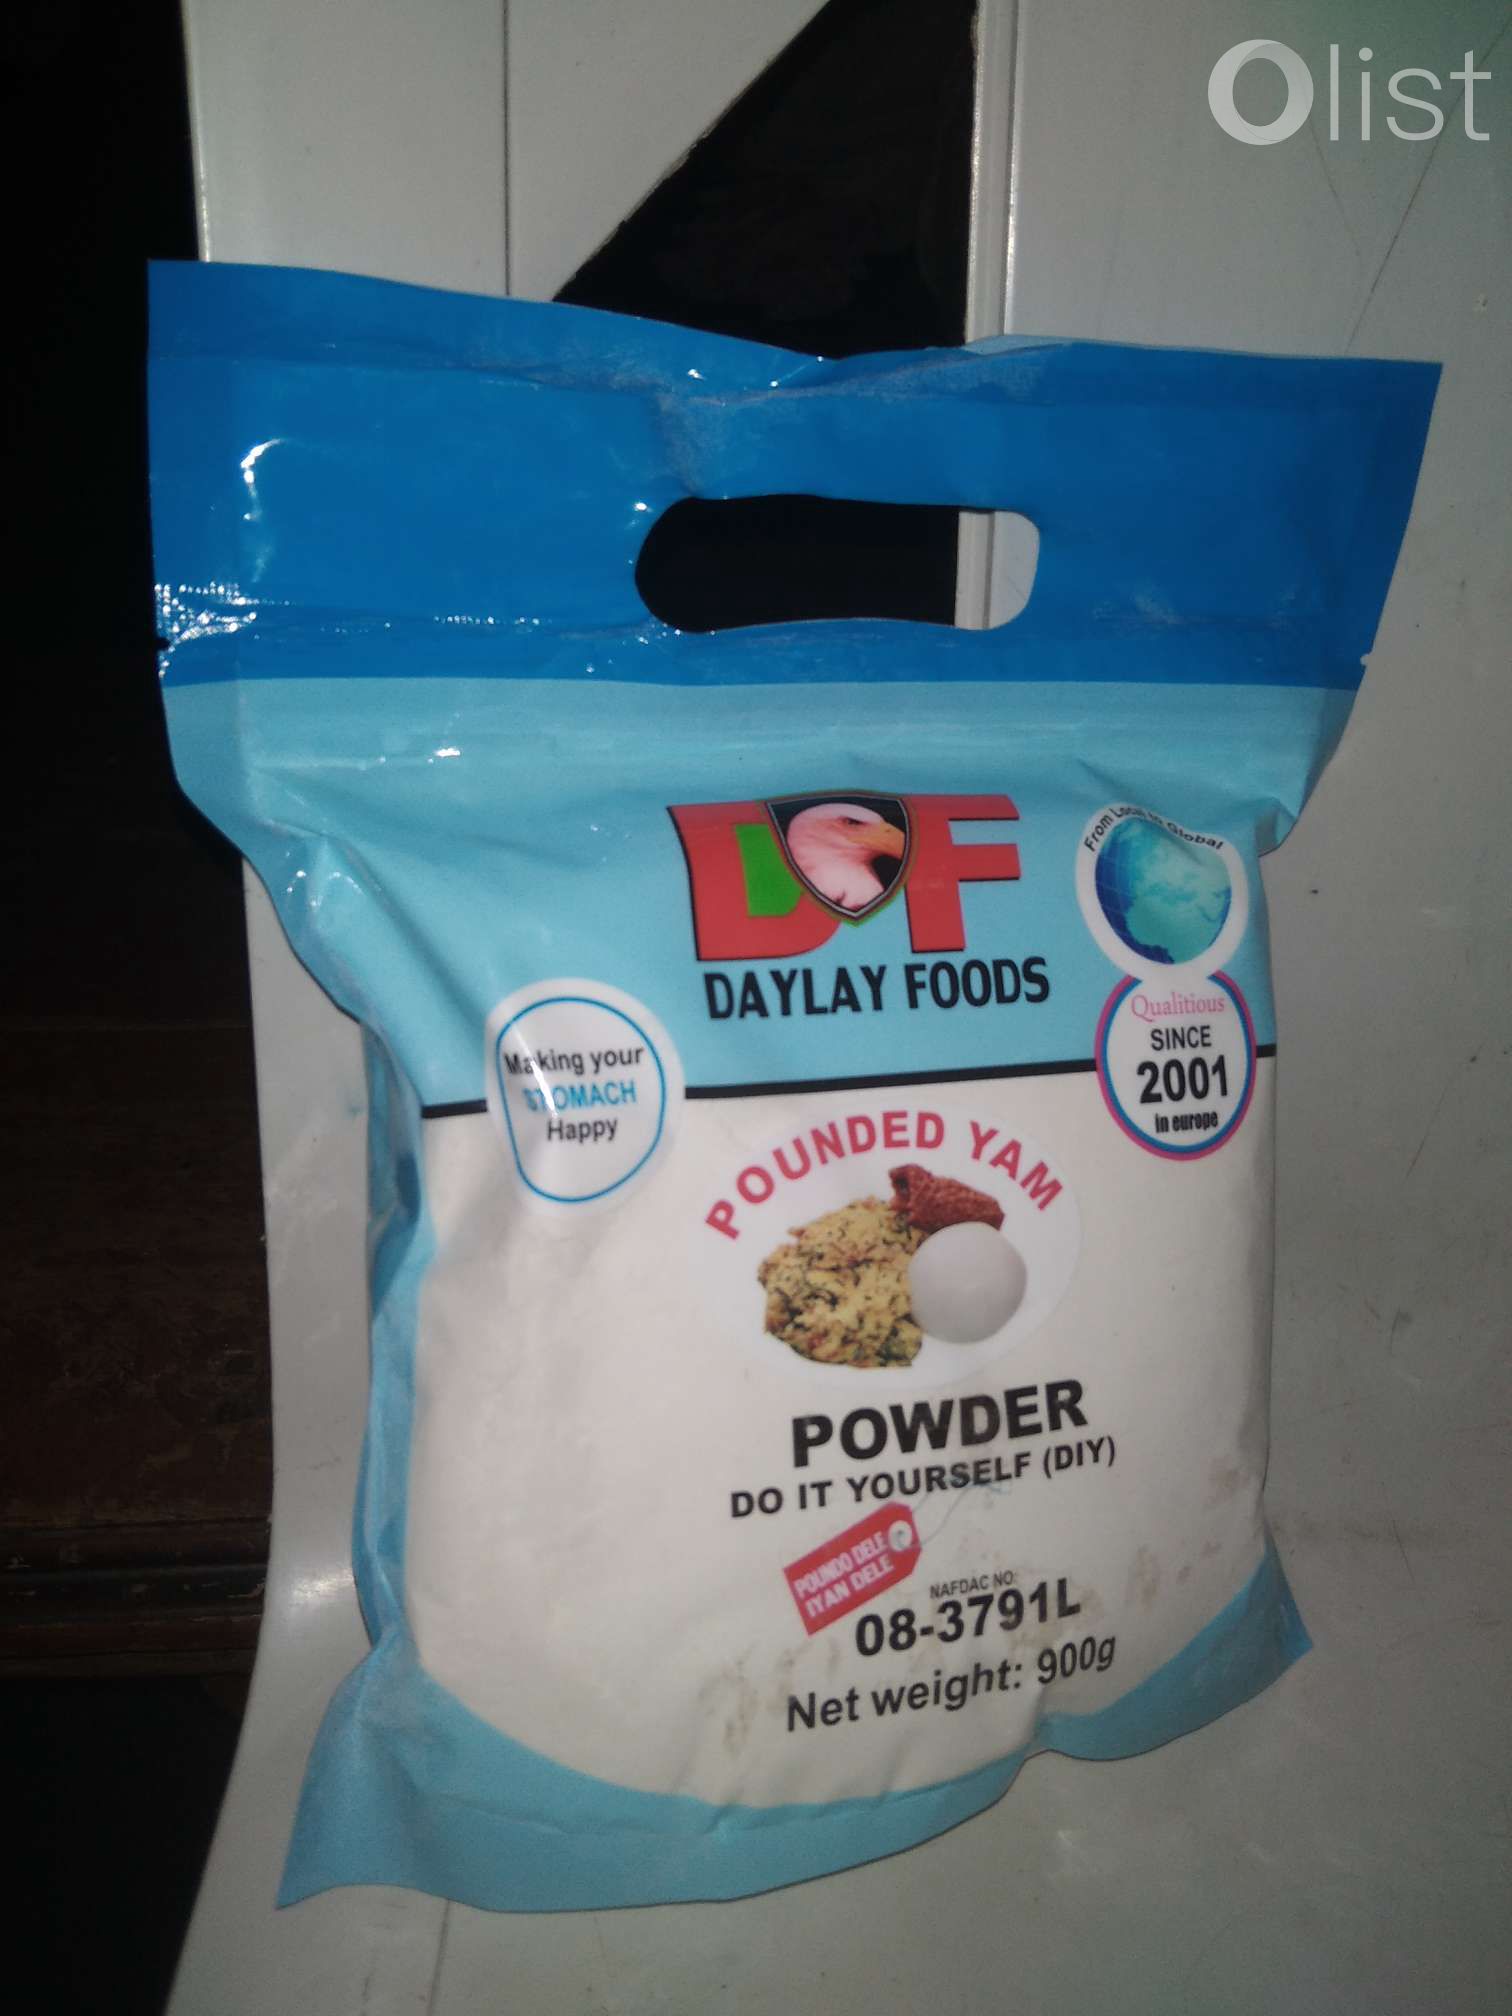 Olist
DF
DAYLAY FOODS
From Local to Global
Qualitious
SINCE
2001
in europe
Making your
STOMACH
Happy
POUNDED YAM
POWDER
DO IT YOURSELF (DIY)
POUNDO DELE
IYAN DELE
NAFDAC NO:
08-3791L
Net weight: 900g